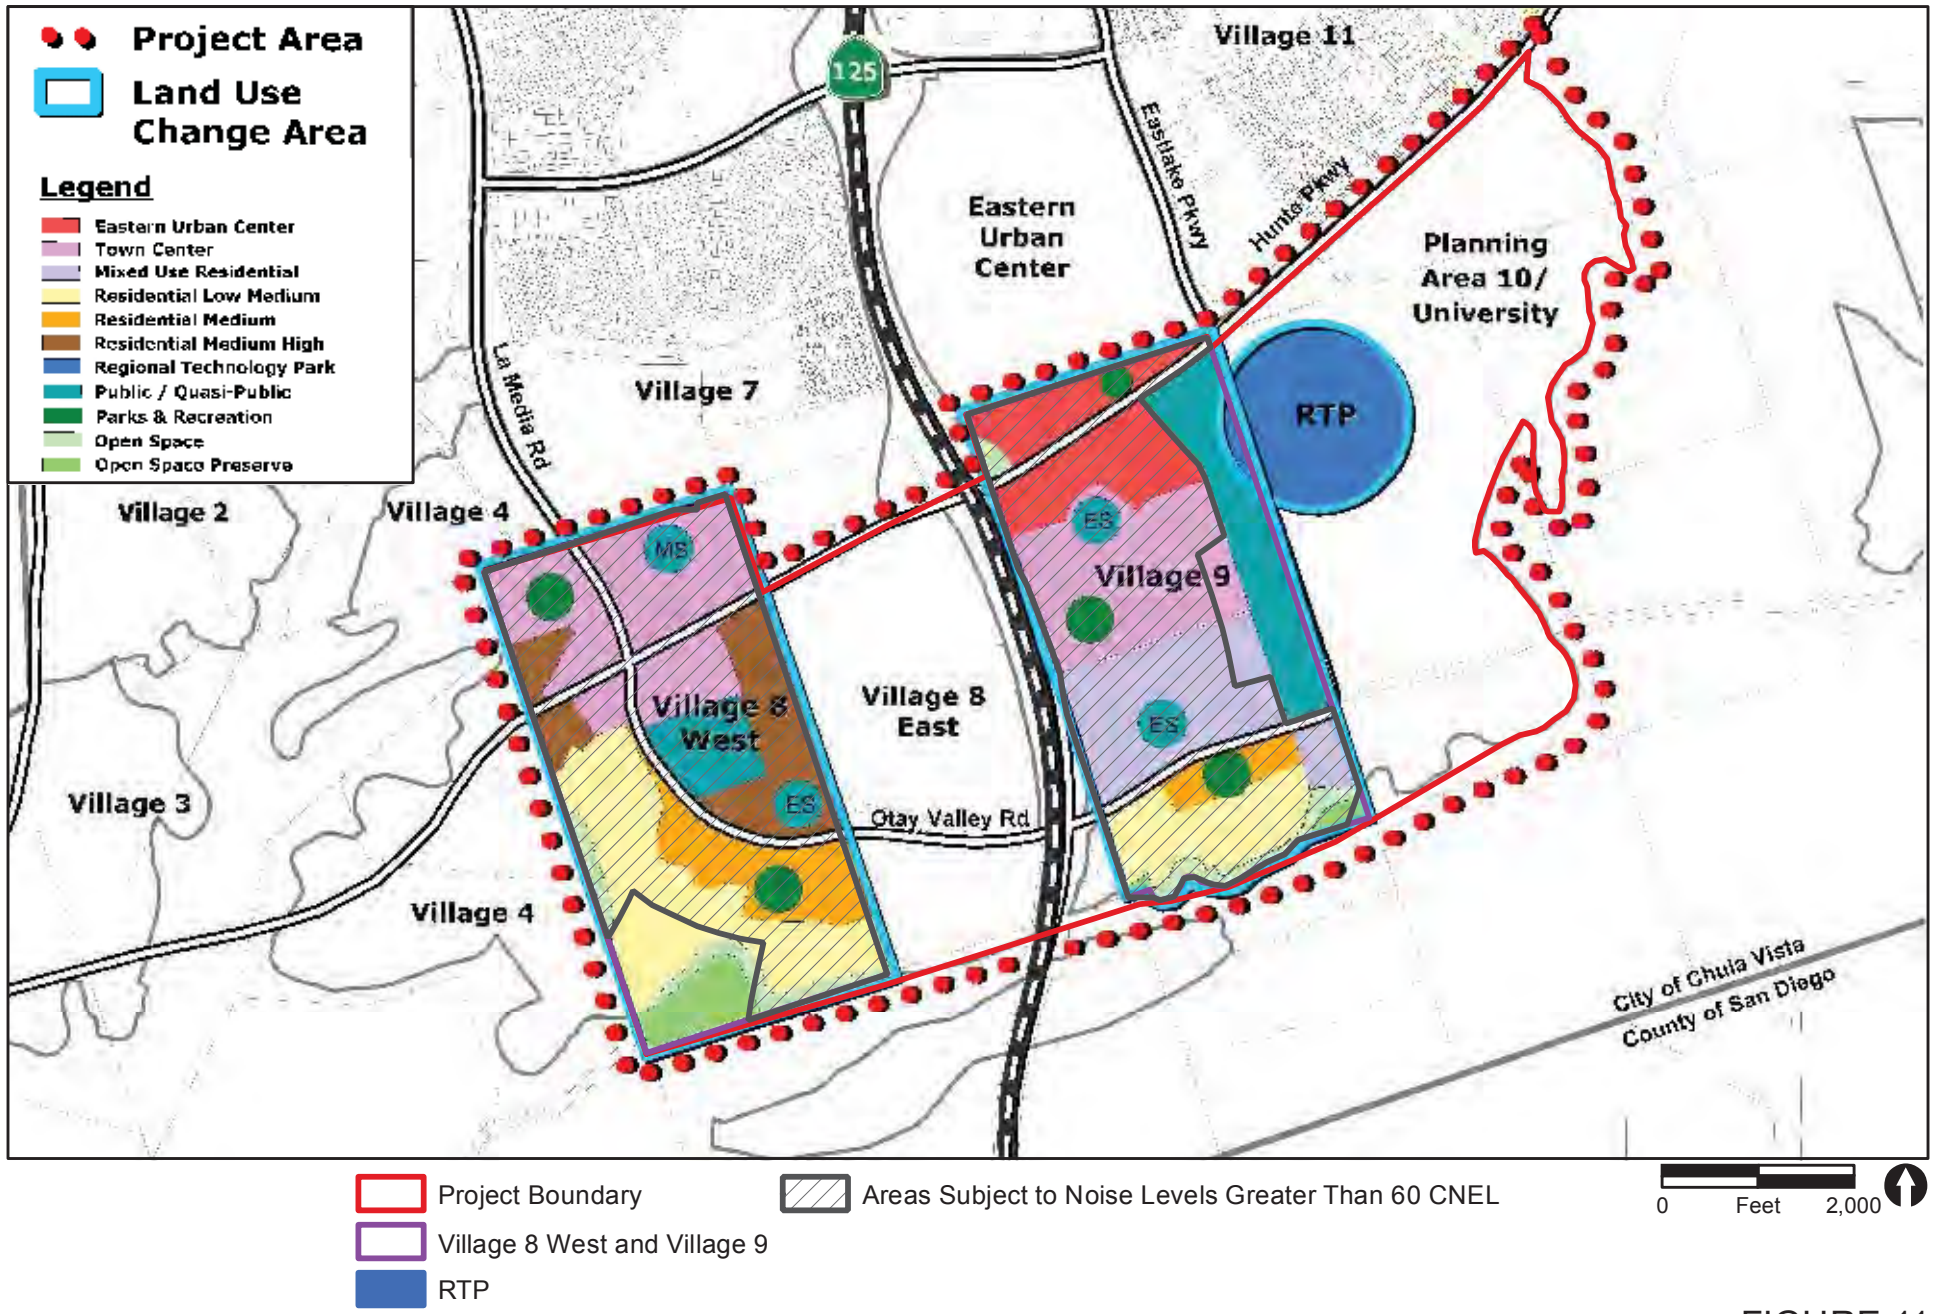 Project Area
Land Use
Change Area
Legend
Eastern Urban Center
Town Center
Mixed Use Residential
Residential Low Medium
Residential Medium
Residential Medium High
Regional Technology Park
Public / Quasi-Public
Parks & Recreation
Open Space
Open Space Preserve
125
Village 11
Eastlake Pkwy
Hunte Pkwy
Eastern
Urban
Center
Planning
Area 10/
University
La Media Rd
Village 7
RTP
Village 2
Village 4
MS
ES
Village 9
Village 8
West
Village 8
East
ES
ES
Village 3
Otay Valley Rd
Village 4
City of Chula Vista
County of San Diego
Project Boundary
Areas Subject to Noise Levels Greater Than 60 CNEL
0 Feet 2,000
Village 8 West and Village 9
RTP